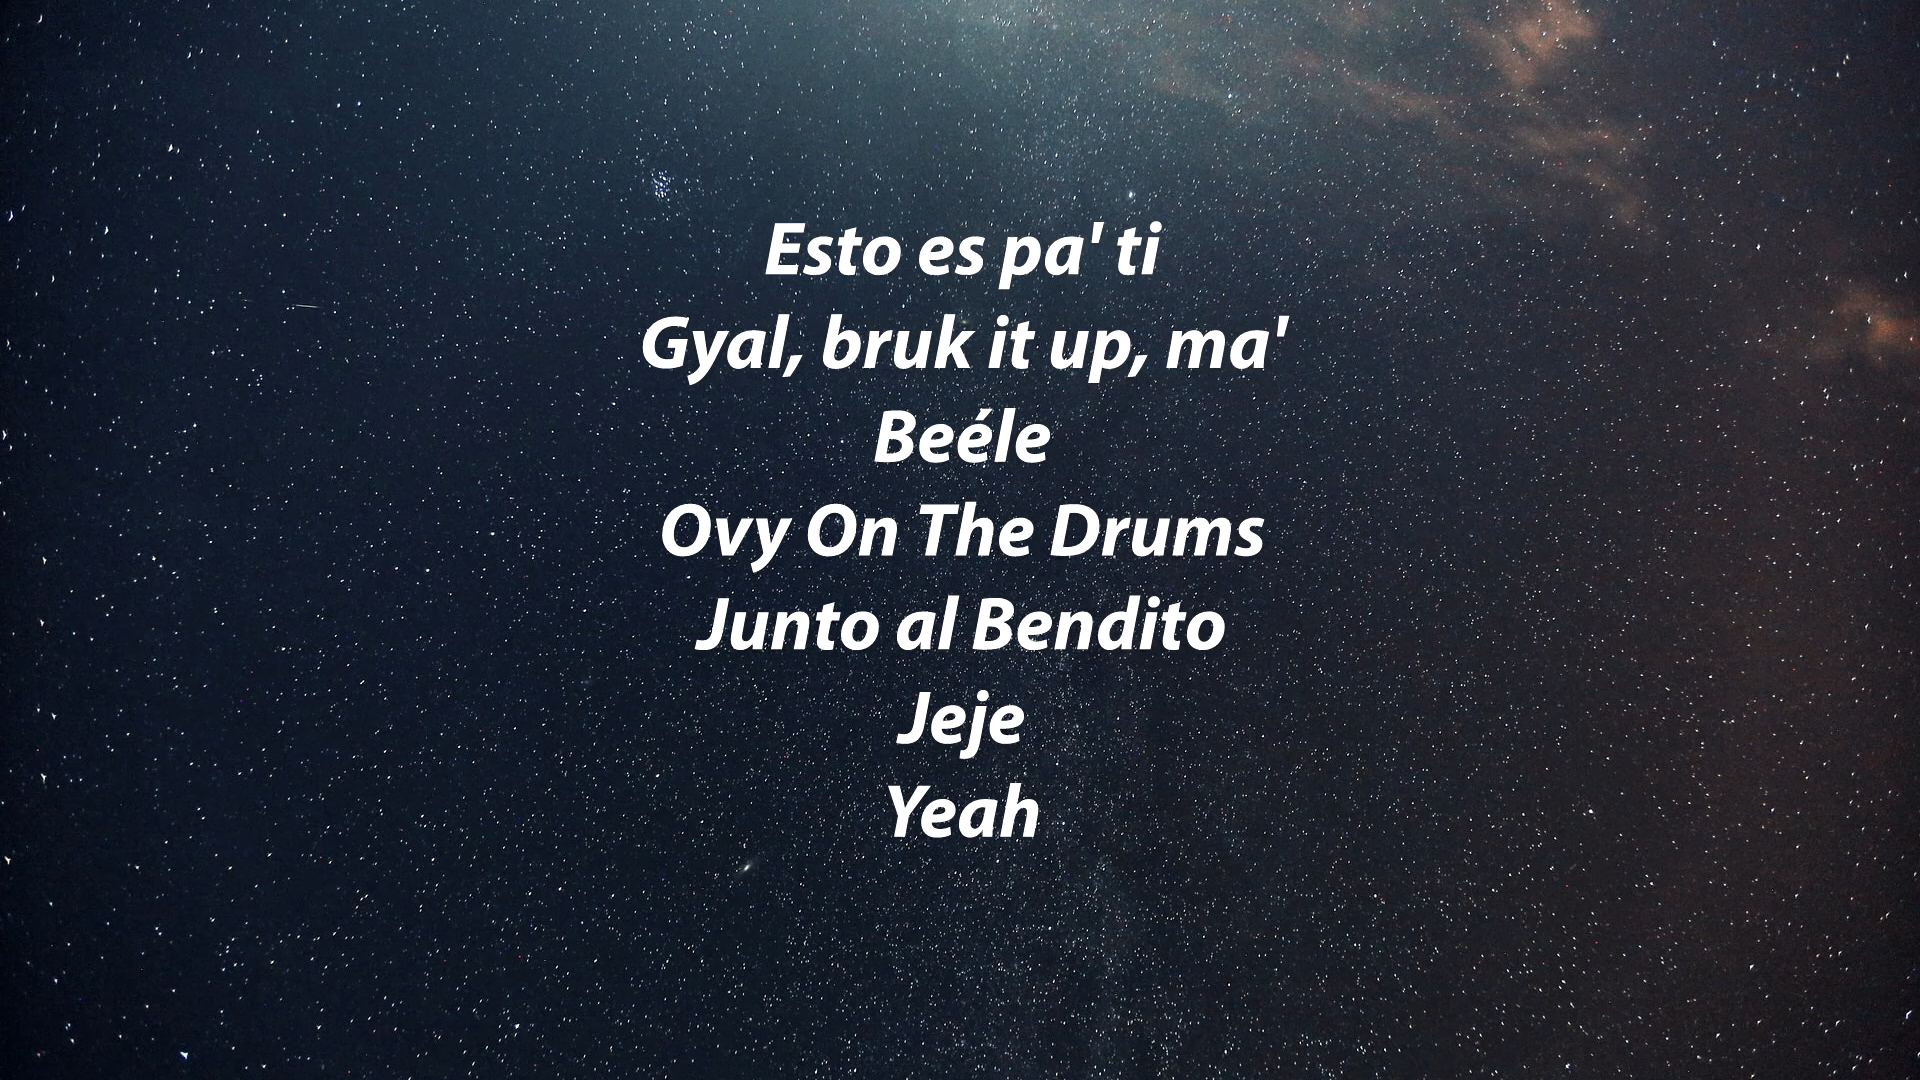 Esto es pa' ti
Gyal, bruk it up, ma'
Beéle
Ovy On The Drums
Junto al Bendito
Jeje
Yeah